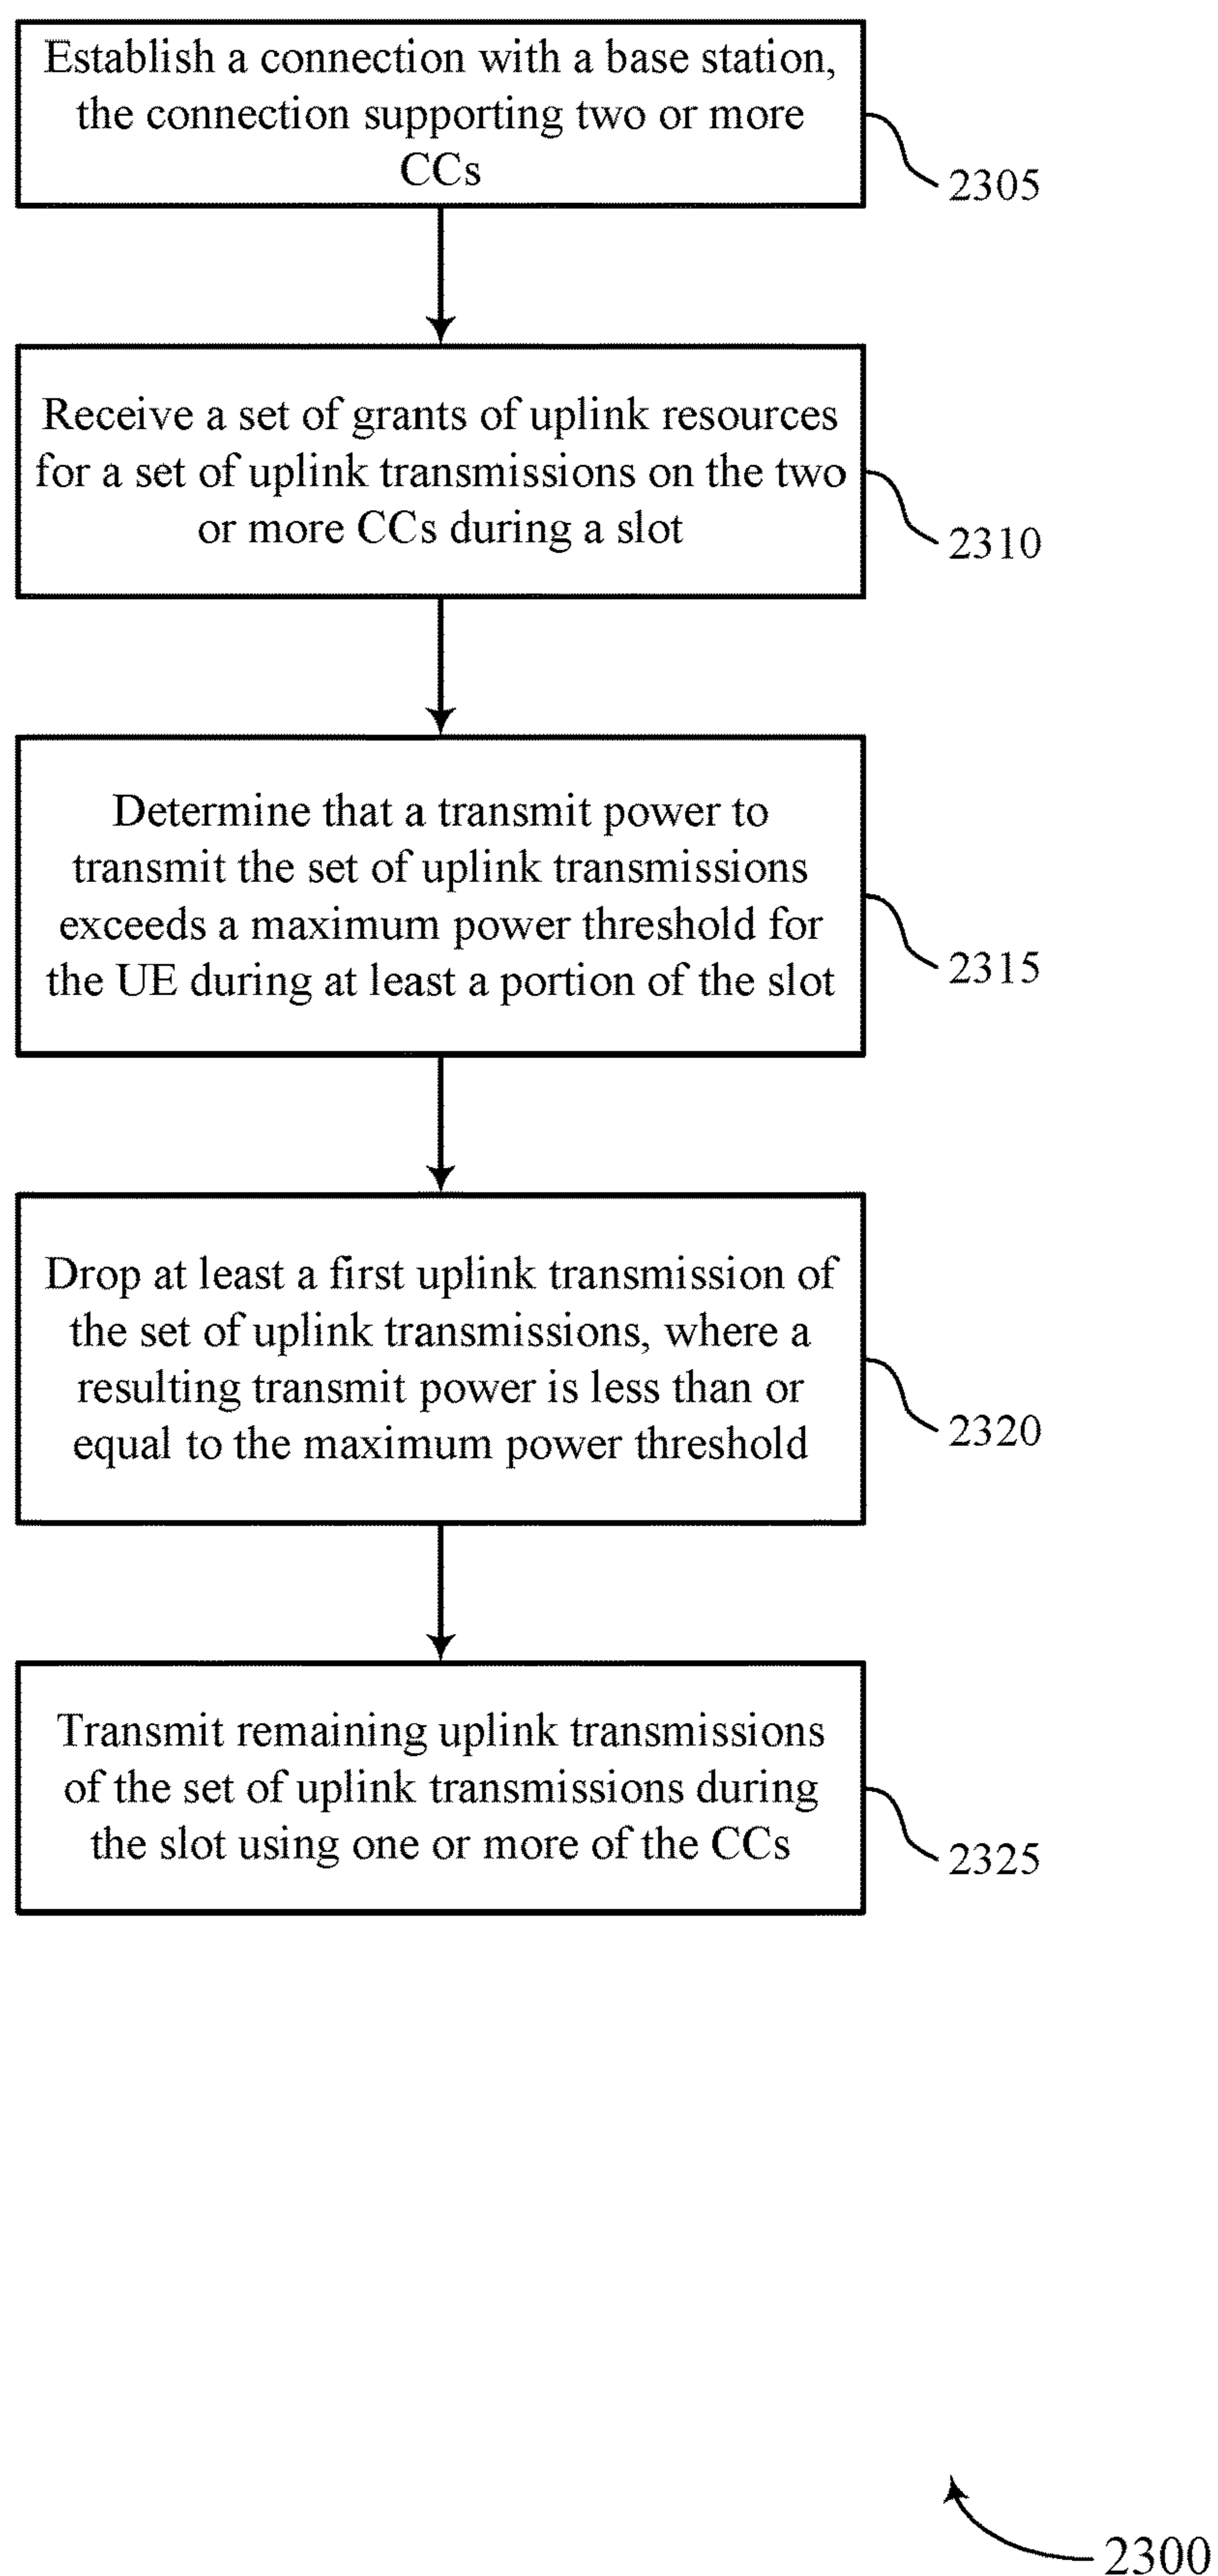 Establish a connection with a base station,
the connection supporting two or more
CCs
2305
Receive a set of grants of uplink resources
for a set of uplink transmissions on the two
or more CCs during a slot
2310
Determine that a transmit power to
transmit the set of uplink transmissions
exceeds a maximum power threshold for
the UE during at least a portion of the slot
2315
Drop at least a first uplink transmission of
the set of uplink transmissions, where a
resulting transmit power is less than or
equal to the maximum power threshold
2320
Transmit remaining uplink transmissions
of the set of uplink transmissions during
the slot using one or more of the CCs
2325
2300